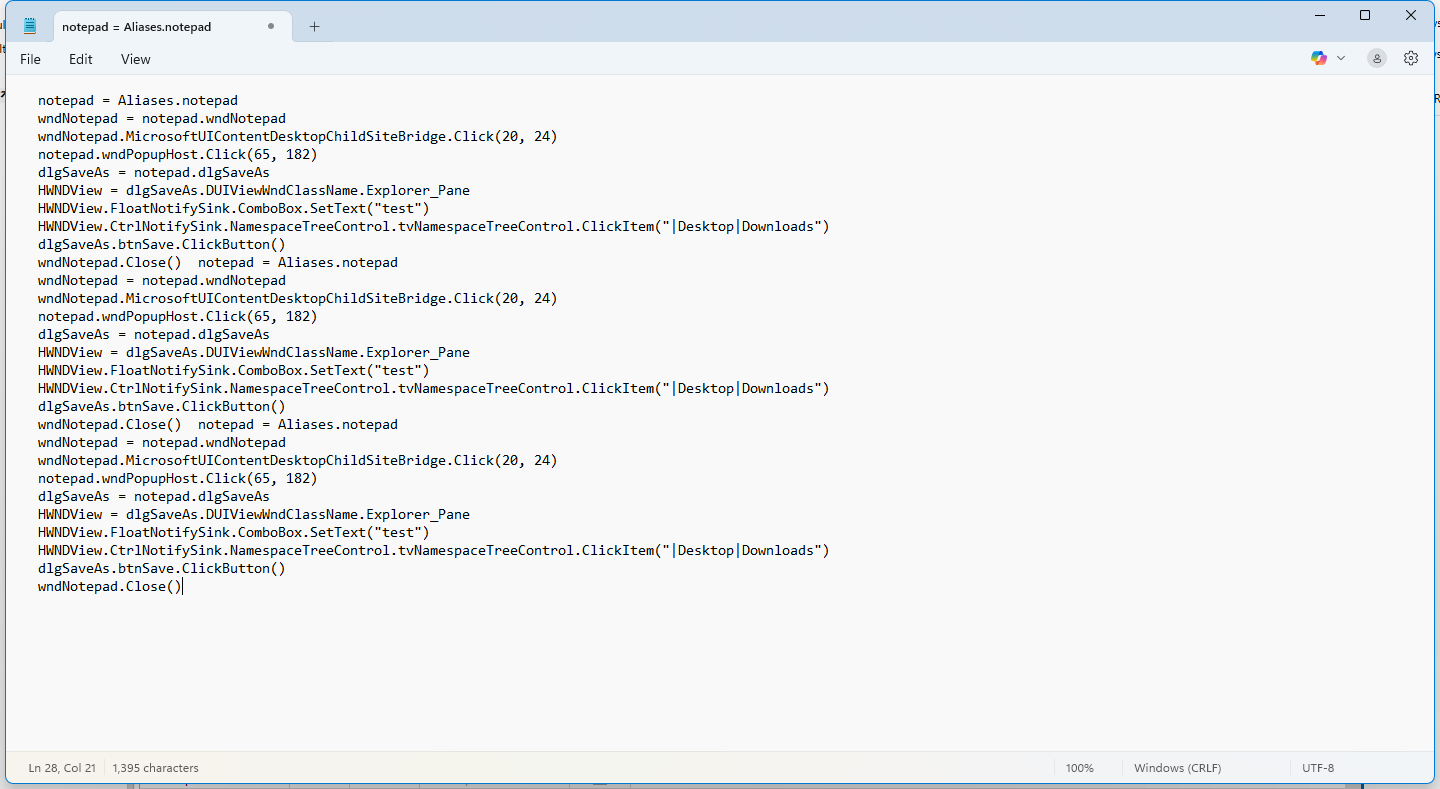 notepad = Aliases.notepad
File Edit View
notepad = Aliases.notepad
wndNotepad = notepad.wndNotepad
wndNotepad.MicrosoftUIContentDesktopChildSiteBridge.Click(20, 24)
notepad.wndPopupHost.Click(65, 182)
dlgSaveAs = notepad.dlgSaveAs
HWNDView = dlgSaveAs.DUIViewWndClassName.Explorer_Pane
HWNDView.FloatNotifySink.ComboBox.SetText("test")
HWNDView.CtrlNotifySink.NamespaceTreeControl.tvNamespaceTreeControl.ClickItem("|Desktop|Downloads")
dlgSaveAs.btnSave.ClickButton()
wndNotepad.Close()  notepad = Aliases.notepad
wndNotepad = notepad.wndNotepad
wndNotepad.MicrosoftUIContentDesktopChildSiteBridge.Click(20, 24)
notepad.wndPopupHost.Click(65, 182)
dlgSaveAs = notepad.dlgSaveAs
HWNDView = dlgSaveAs.DUIViewWndClassName.Explorer_Pane
HWNDView.FloatNotifySink.ComboBox.SetText("test")
HWNDView.CtrlNotifySink.NamespaceTreeControl.tvNamespaceTreeControl.ClickItem("|Desktop|Downloads")
dlgSaveAs.btnSave.ClickButton()
wndNotepad.Close()  notepad = Aliases.notepad
wndNotepad = notepad.wndNotepad
wndNotepad.MicrosoftUIContentDesktopChildSiteBridge.Click(20, 24)
notepad.wndPopupHost.Click(65, 182)
dlgSaveAs = notepad.dlgSaveAs
HWNDView = dlgSaveAs.DUIViewWndClassName.Explorer_Pane
HWNDView.FloatNotifySink.ComboBox.SetText("test")
HWNDView.CtrlNotifySink.NamespaceTreeControl.tvNamespaceTreeControl.ClickItem("|Desktop|Downloads")
dlgSaveAs.btnSave.ClickButton()
wndNotepad.Close()
Ln 28, Col 21 1,395 characters 100% Windows (CRLF) UTF-8